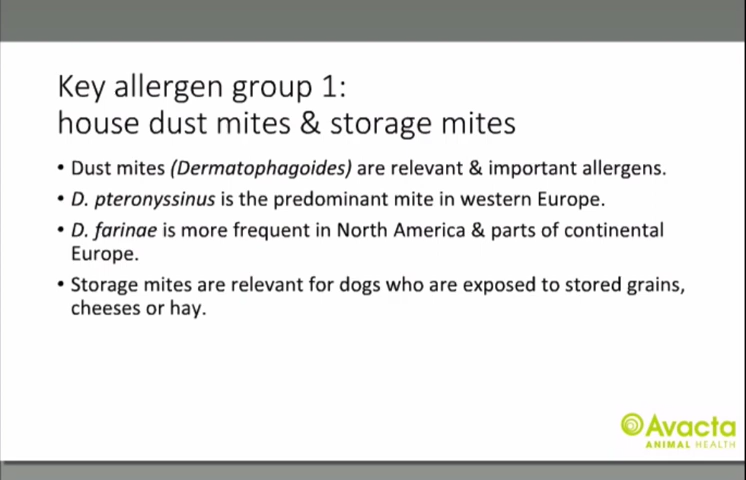 Key allergen group 1:
house dust mites & storage mites
• Dust mites (Dermatophagoides) are relevant & important allergens.
• D. pteronyssinus is the predominant mite in western Europe.
• D. farinae is more frequent in North America & parts of continental
Europe.
• Storage mites are relevant for dogs who are exposed to stored grains,
cheeses or hay.
Avacta
ANIMAL HEALTH